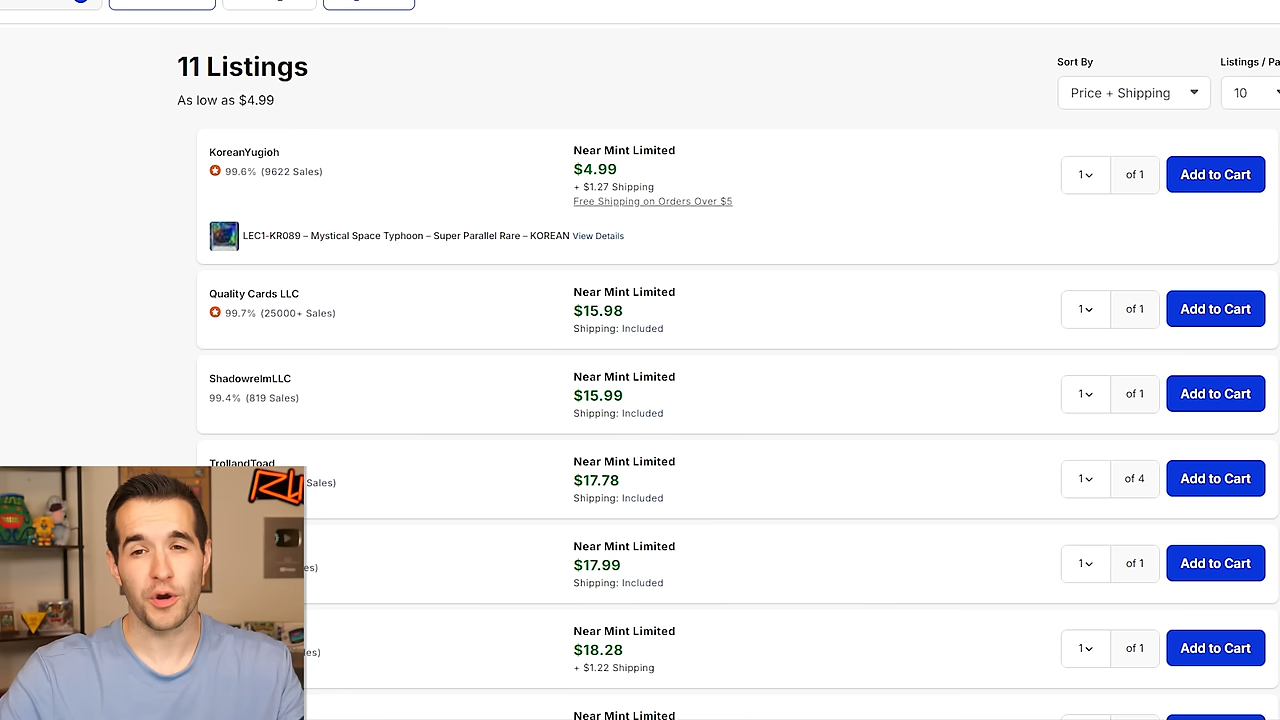 11 Listings
As low as $4.99
Sort By
Price + Shipping
Listings / Pa
10
KoreanYugioh
99.6% (9622 Sales)
Near Mint Limited
$4.99
+ $1.27 Shipping
Free Shipping on Orders Over $5
1
of 1
Add to Cart
LEC1-KR089 – Mystical Space Typhoon – Super Parallel Rare – KOREAN View Details
Quality Cards LLC
99.7% (25000+ Sales)
Near Mint Limited
$15.98
Shipping: Included
1
of 1
Add to Cart
ShadowrelmLLC
99.4% (819 Sales)
Near Mint Limited
$15.99
Shipping: Included
1
of 1
Add to Cart
TrollandToad
Sales)
Near Mint Limited
$17.78
Shipping: Included
1
of 4
Add to Cart
es)
Near Mint Limited
$17.99
Shipping: Included
1
of 1
Add to Cart
les)
Near Mint Limited
$18.28
+ $1.22 Shipping
1
of 1
Add to Cart
Near Mint Limited